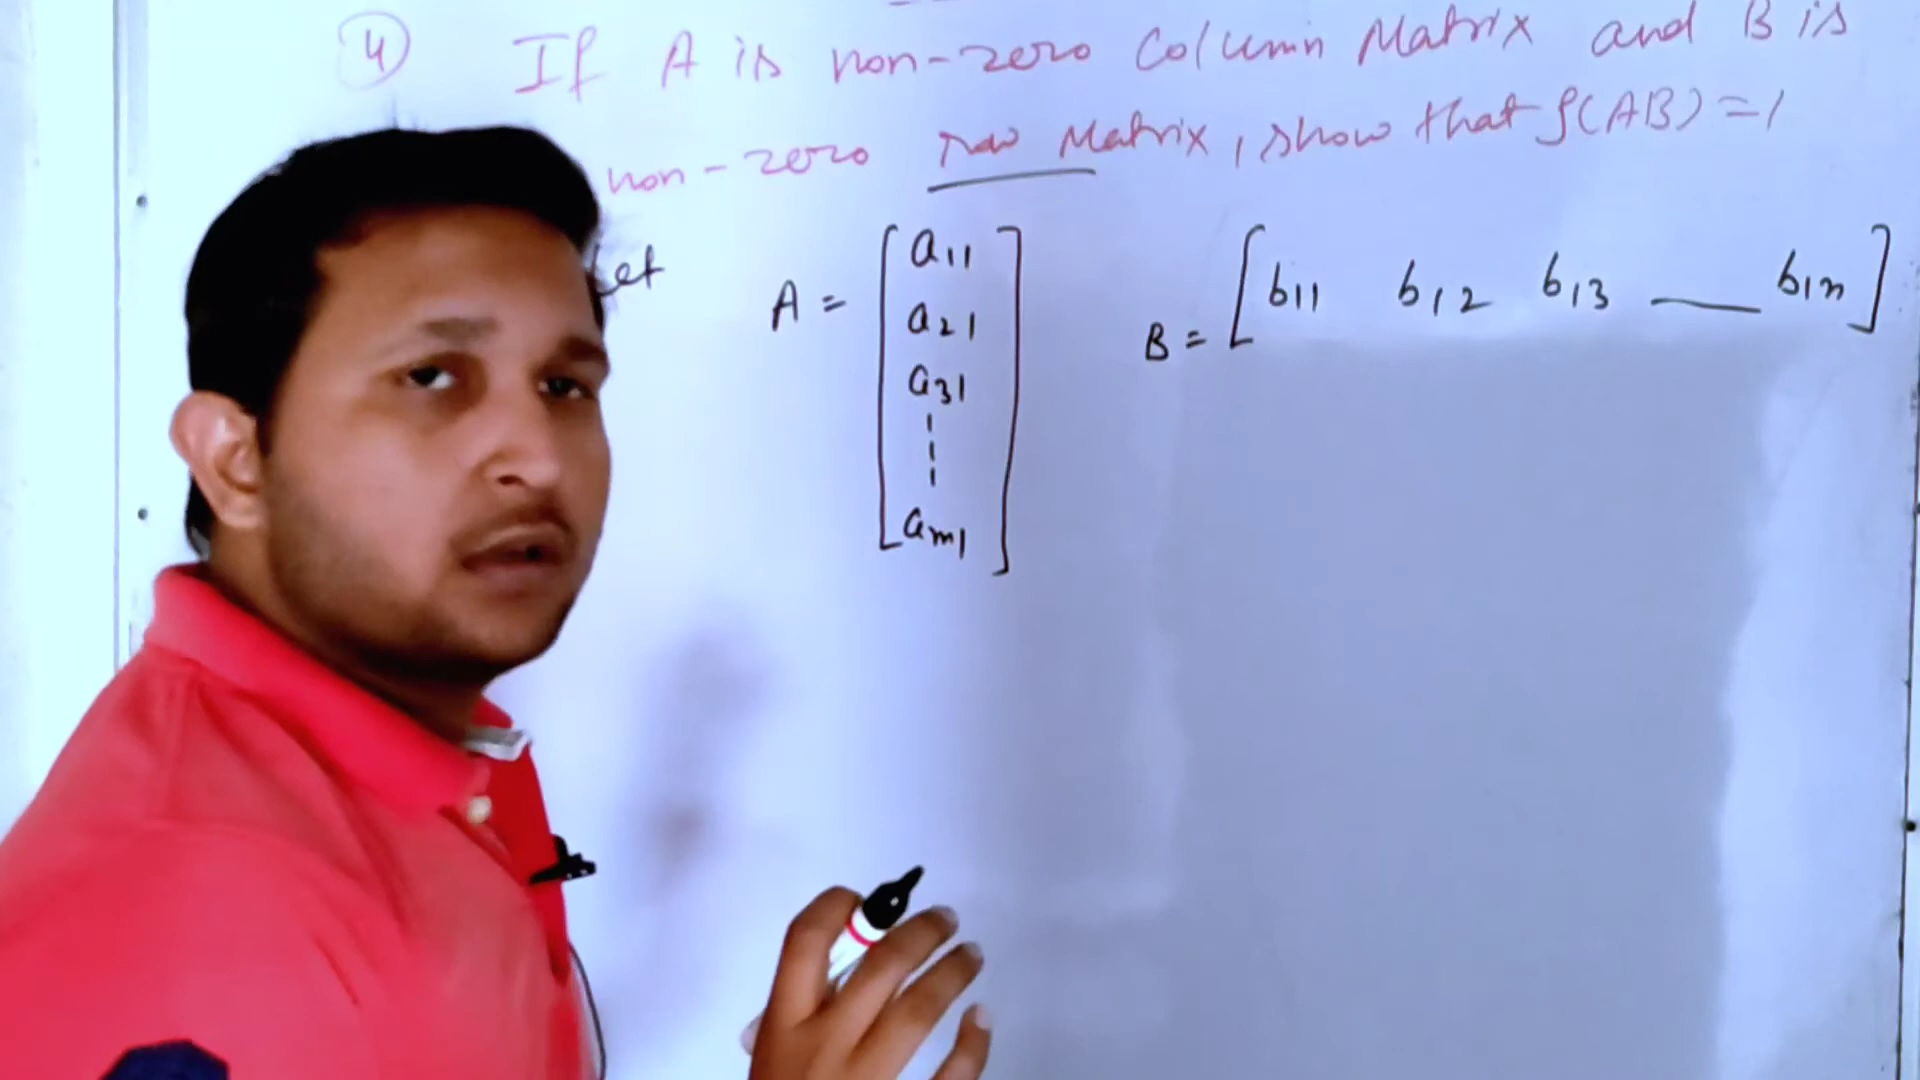 4 If A is non-zero Column Matrix and B is
non-zero row Matrix, show that ρ(AB) = 1
Let A = [ a11 a21 a31 ¦ am1 ] B = [ b11 b12 b13 — b1n ]